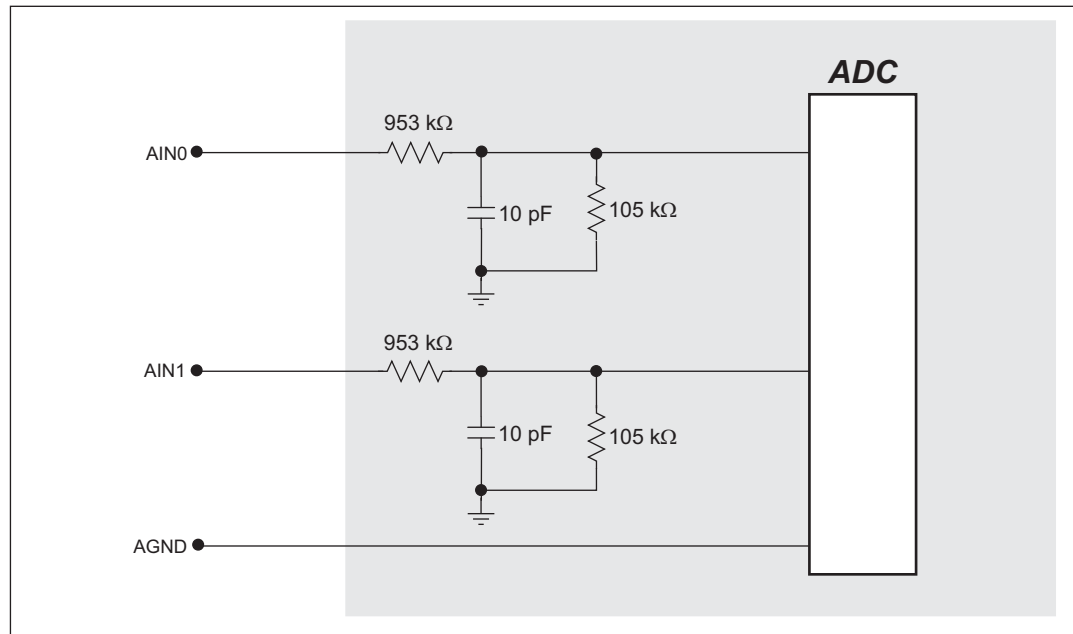 ADC
953 kΩ
AIN0
10 pF
105 kΩ
953 kΩ
AIN1
10 pF
105 kΩ
AGND